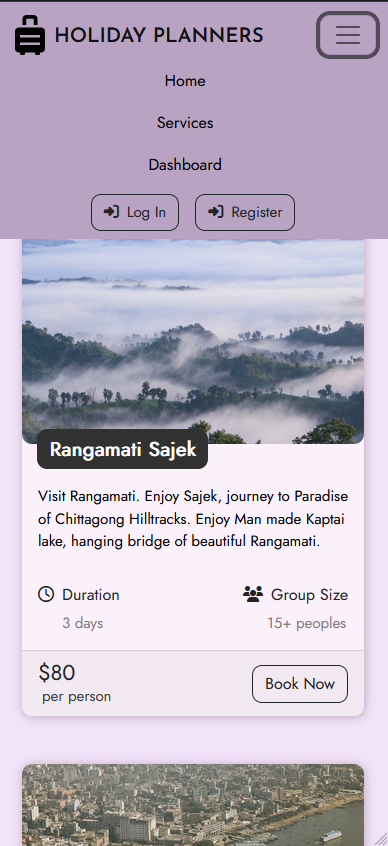 HOLIDAY PLANNERS
Home
Services
Dashboard
Log In
Register
Rangamati Sajek
Visit Rangamati. Enjoy Sajek, journey to Paradise
of Chittagong Hilltracks. Enjoy Man made Kaptai
lake, hanging bridge of beautiful Rangamati.
Duration
Group Size
3 days
15+ peoples
$80
per person
Book Now